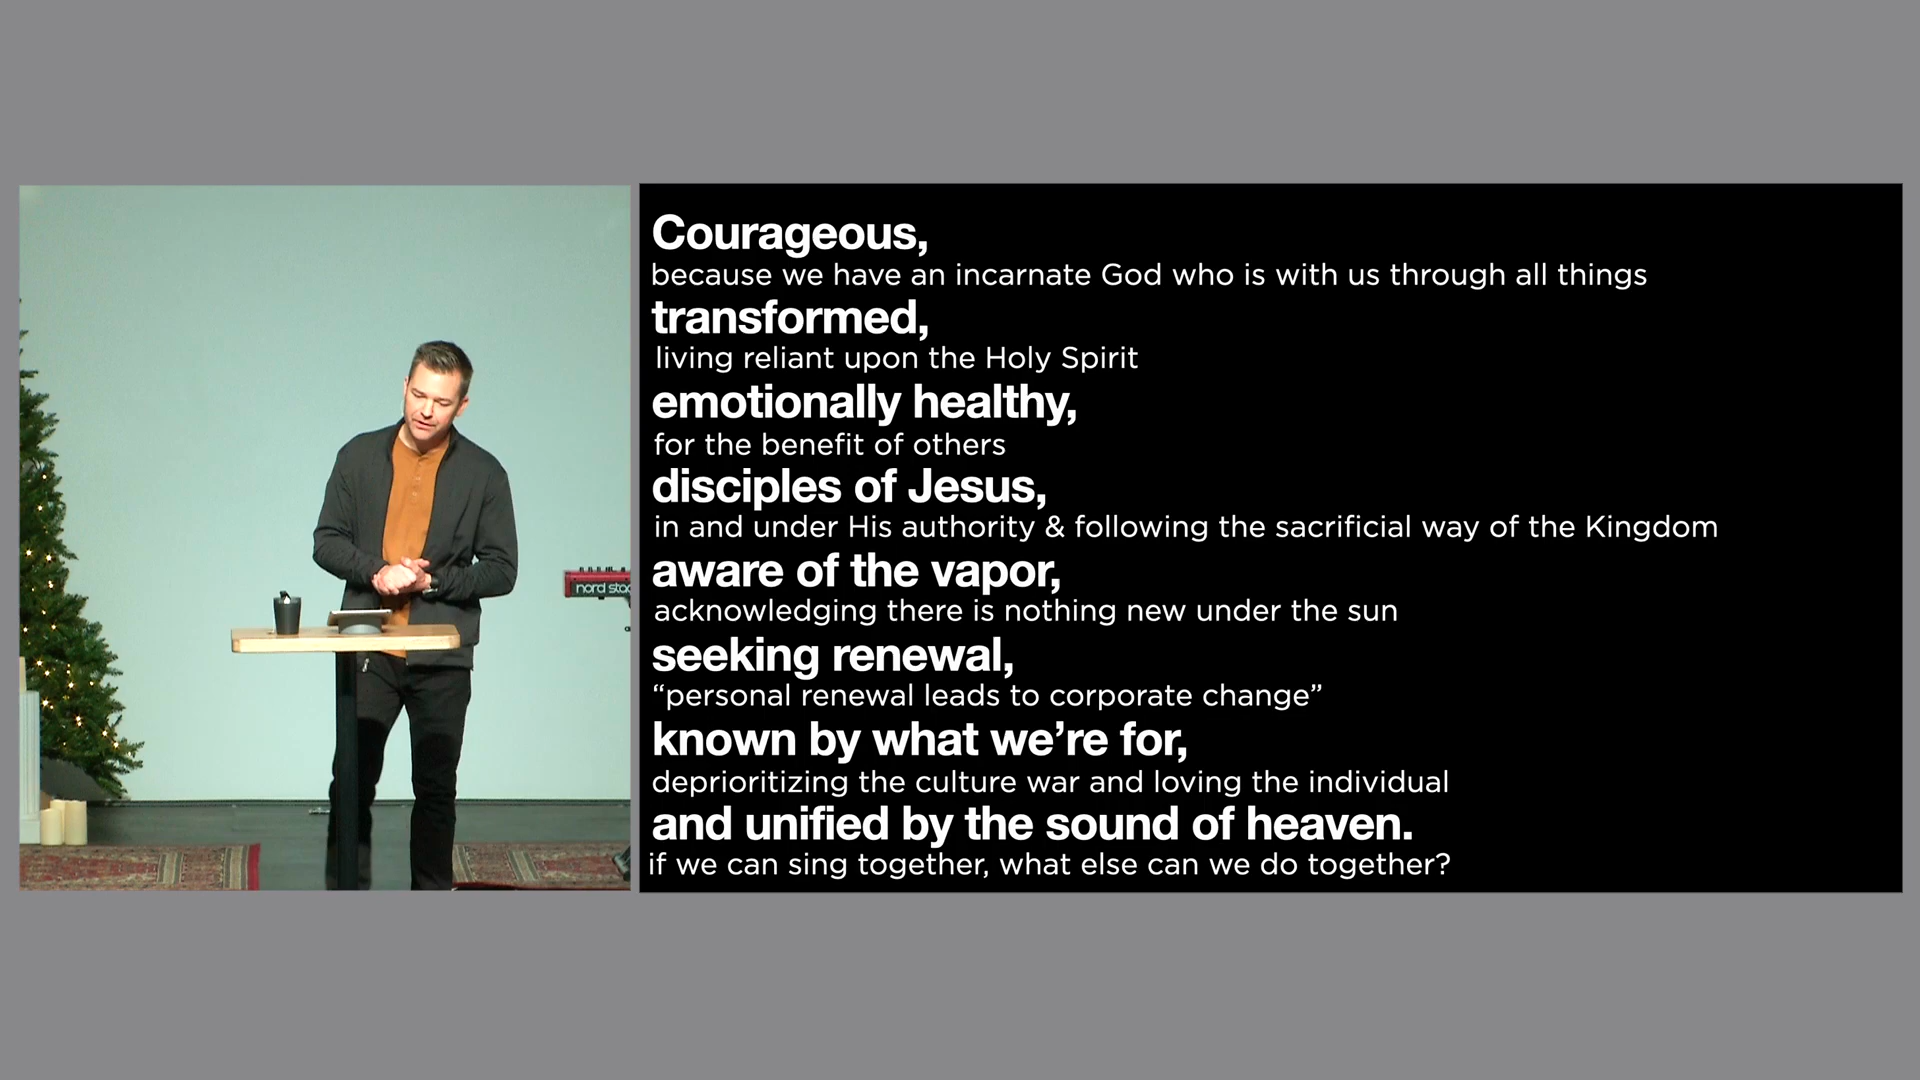 Courageous,
because we have an incarnate God who is with us through all things
transformed,
living reliant upon the Holy Spirit
emotionally healthy,
for the benefit of others
disciples of Jesus,
in and under His authority & following the sacrificial way of the Kingdom
aware of the vapor,
acknowledging there is nothing new under the sun
seeking renewal,
“personal renewal leads to corporate change”
known by what we’re for,
deprioritizing the culture war and loving the individual
and unified by the sound of heaven.
if we can sing together, what else can we do together?
nord